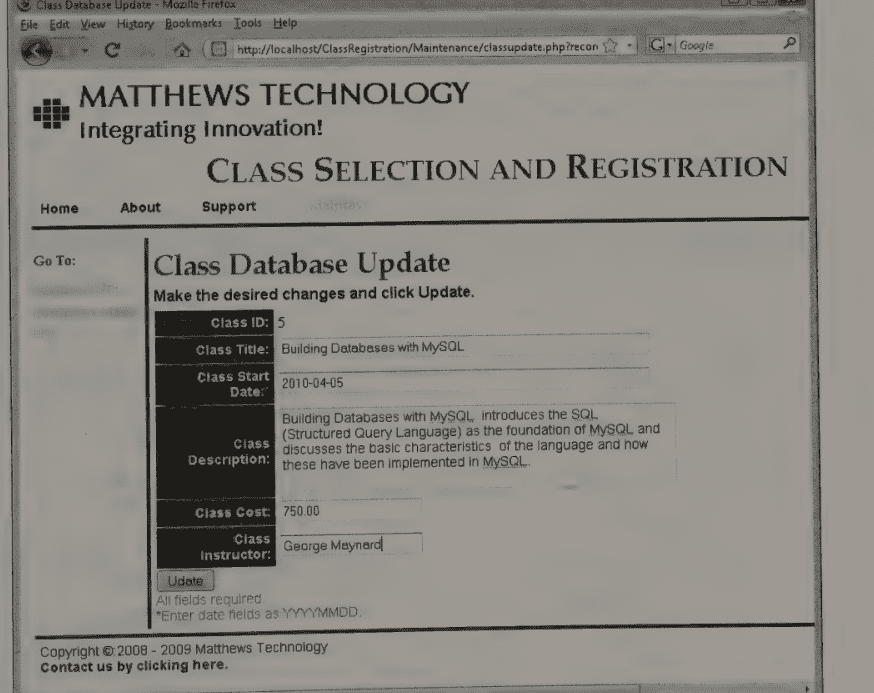 Class Database Update - Mozilla Firefox
File Edit View History Bookmarks Tools Help
http://localhost/ClassRegistration/Maintenance/classupdate.php?recon
G Google
MATTHEWS TECHNOLOGY
Integrating Innovation!
CLASS SELECTION AND REGISTRATION
Home About Support
Go To:
Class Database Update
Make the desired changes and click Update.
Class ID: 5
Class Title: Building Databases with MySQL
Class Start
Date:* 2010-04-05
Class
Description:
Building Databases with MySQL introduces the SQL
(Structured Query Language) as the foundation of MySQL and
discusses the basic characteristics of the language and how
these have been implemented in MySQL.
Class Cost: 750.00
Class
Instructor: George Maynard
Udate
All fields required.
*Enter date fields as YYYYMMDD.
Copyright © 2008 - 2009 Matthews Technology
Contact us by clicking here.